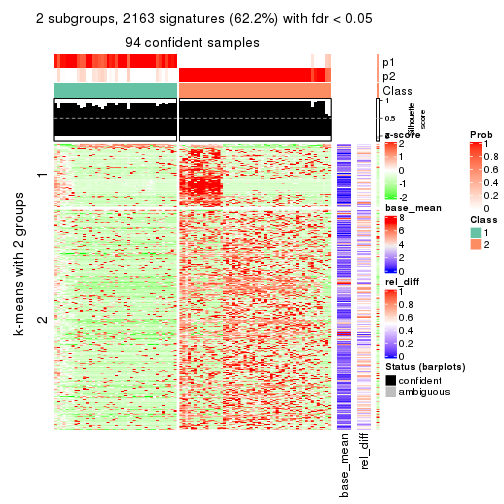 2 subgroups, 2163 signatures (62.2%) with fdr < 0.05
94 confident samples
p1
p2
Class
1
0.5
0
Silhouette
score
k-means with 2 groups
1
2
z-score
2
1
0
-1
-2
base_mean
8
6
4
2
0
rel_diff
1
0.8
0.6
0.4
0.2
0
Status (barplots)
confident
ambiguous
Prob
1
0.8
0.6
0.4
0.2
0
Class
1
2
base_mean
rel_diff